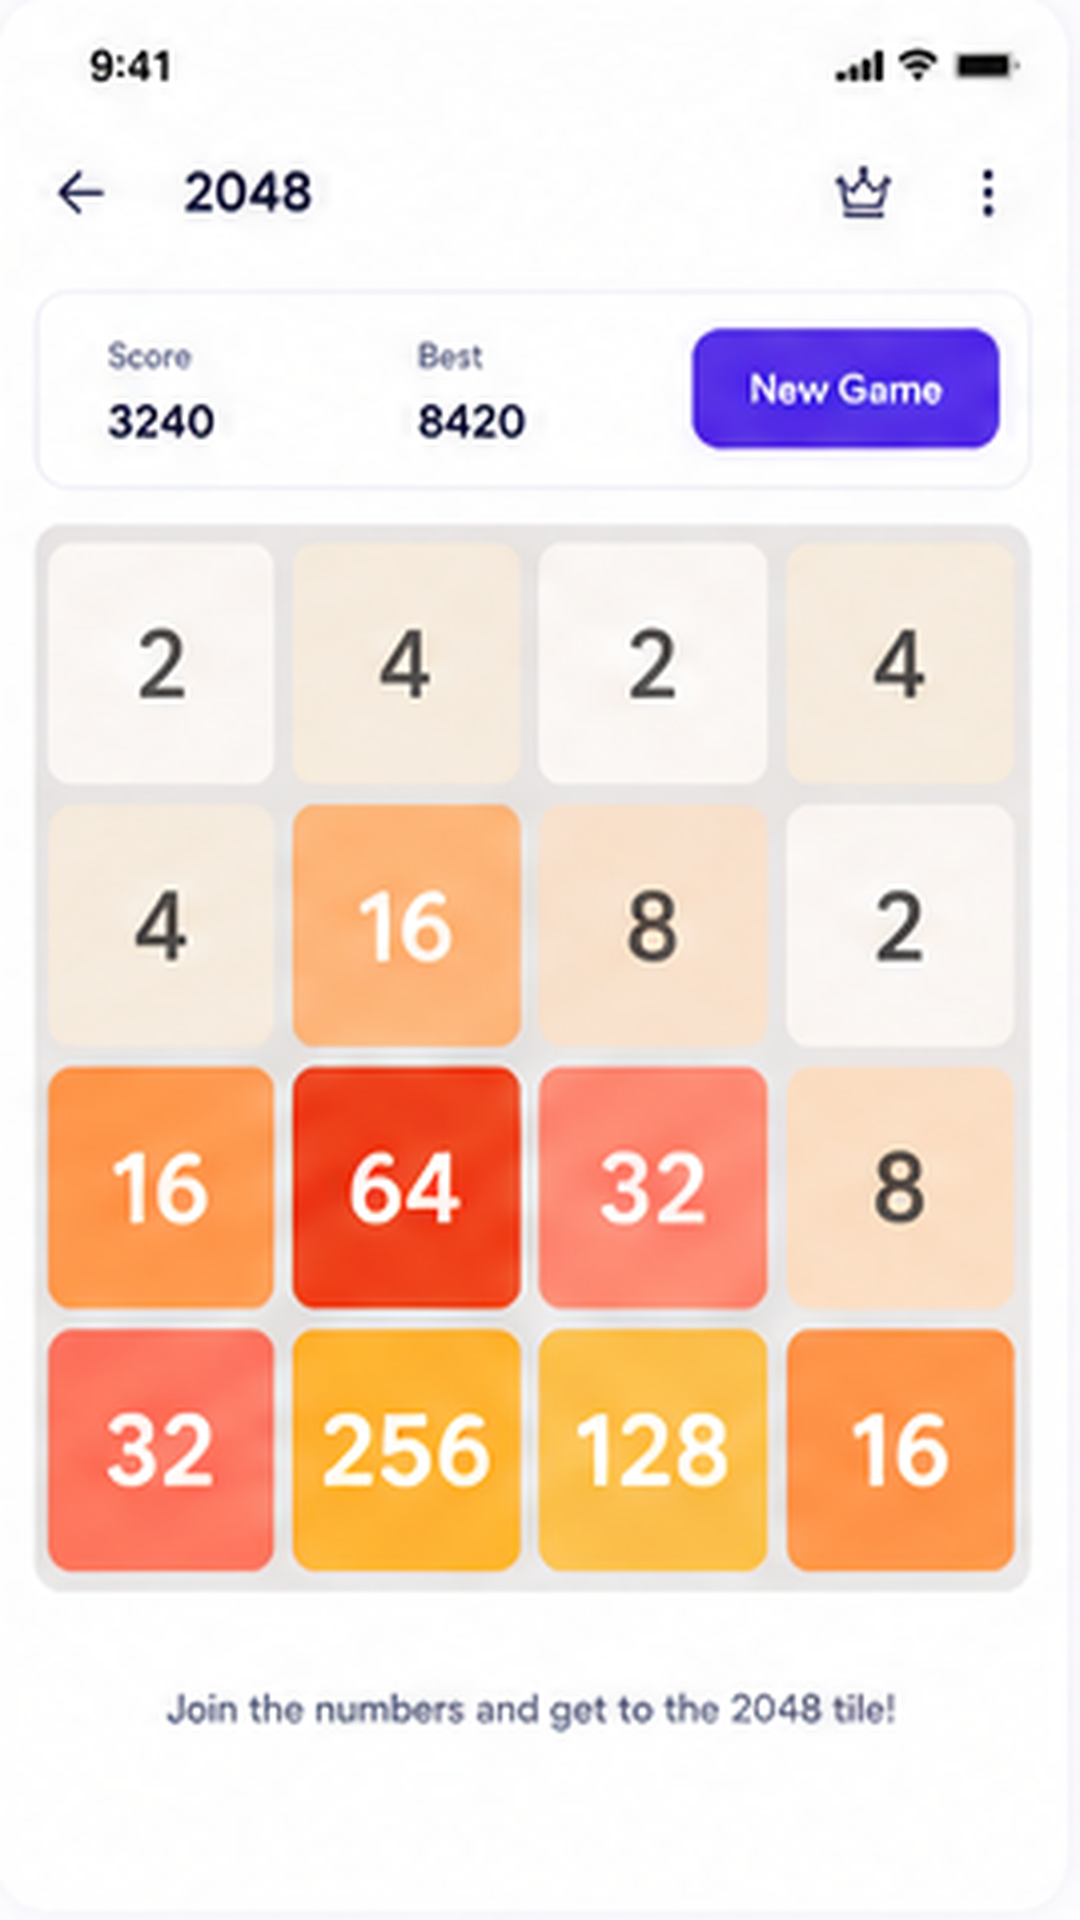 9:41
2048
Score Best New Game
3240 8420
2 4 2 4
4 16 8 2
16 64 32 8
32 256 128 16
Join the numbers and get to the 2048 tile!